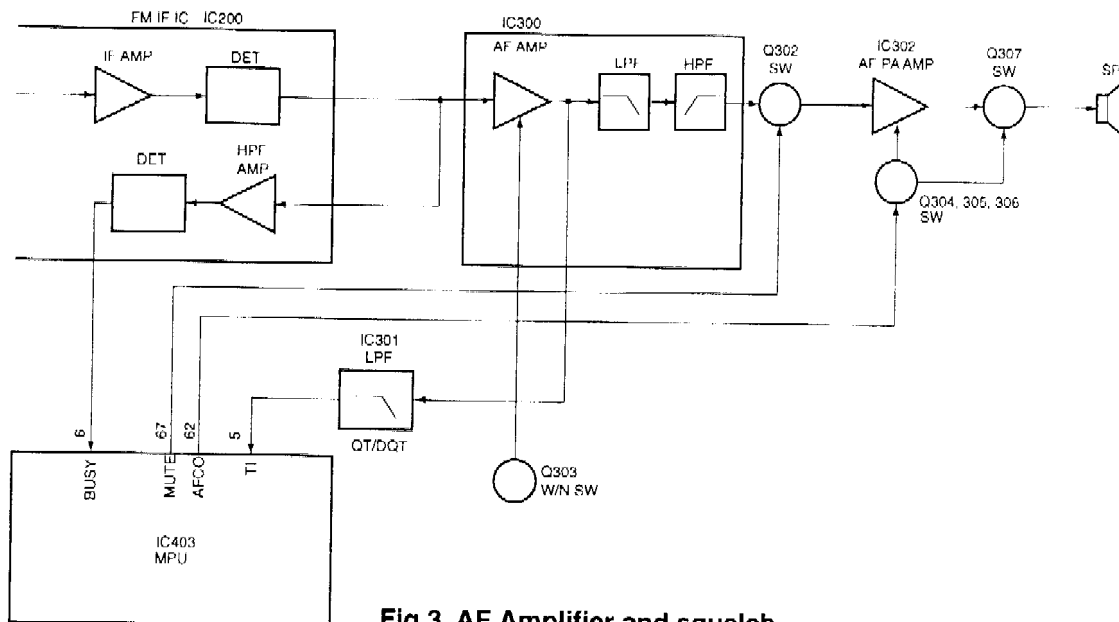 FM IF IC IC200
IF AMP
DET
DET
HPF
AMP
IC300
AF AMP
LPF
HPF
Q302
SW
IC302
AF PA AMP
Q307
SW
SP
Q304, 305, 306
SW
IC301
LPF
QT/DQT
Q303
W/N SW
6
67
62
5
BUSY
MUTE
AFCO
TI
IC403
MPU
Fig.3 AF Amplifier and squelch